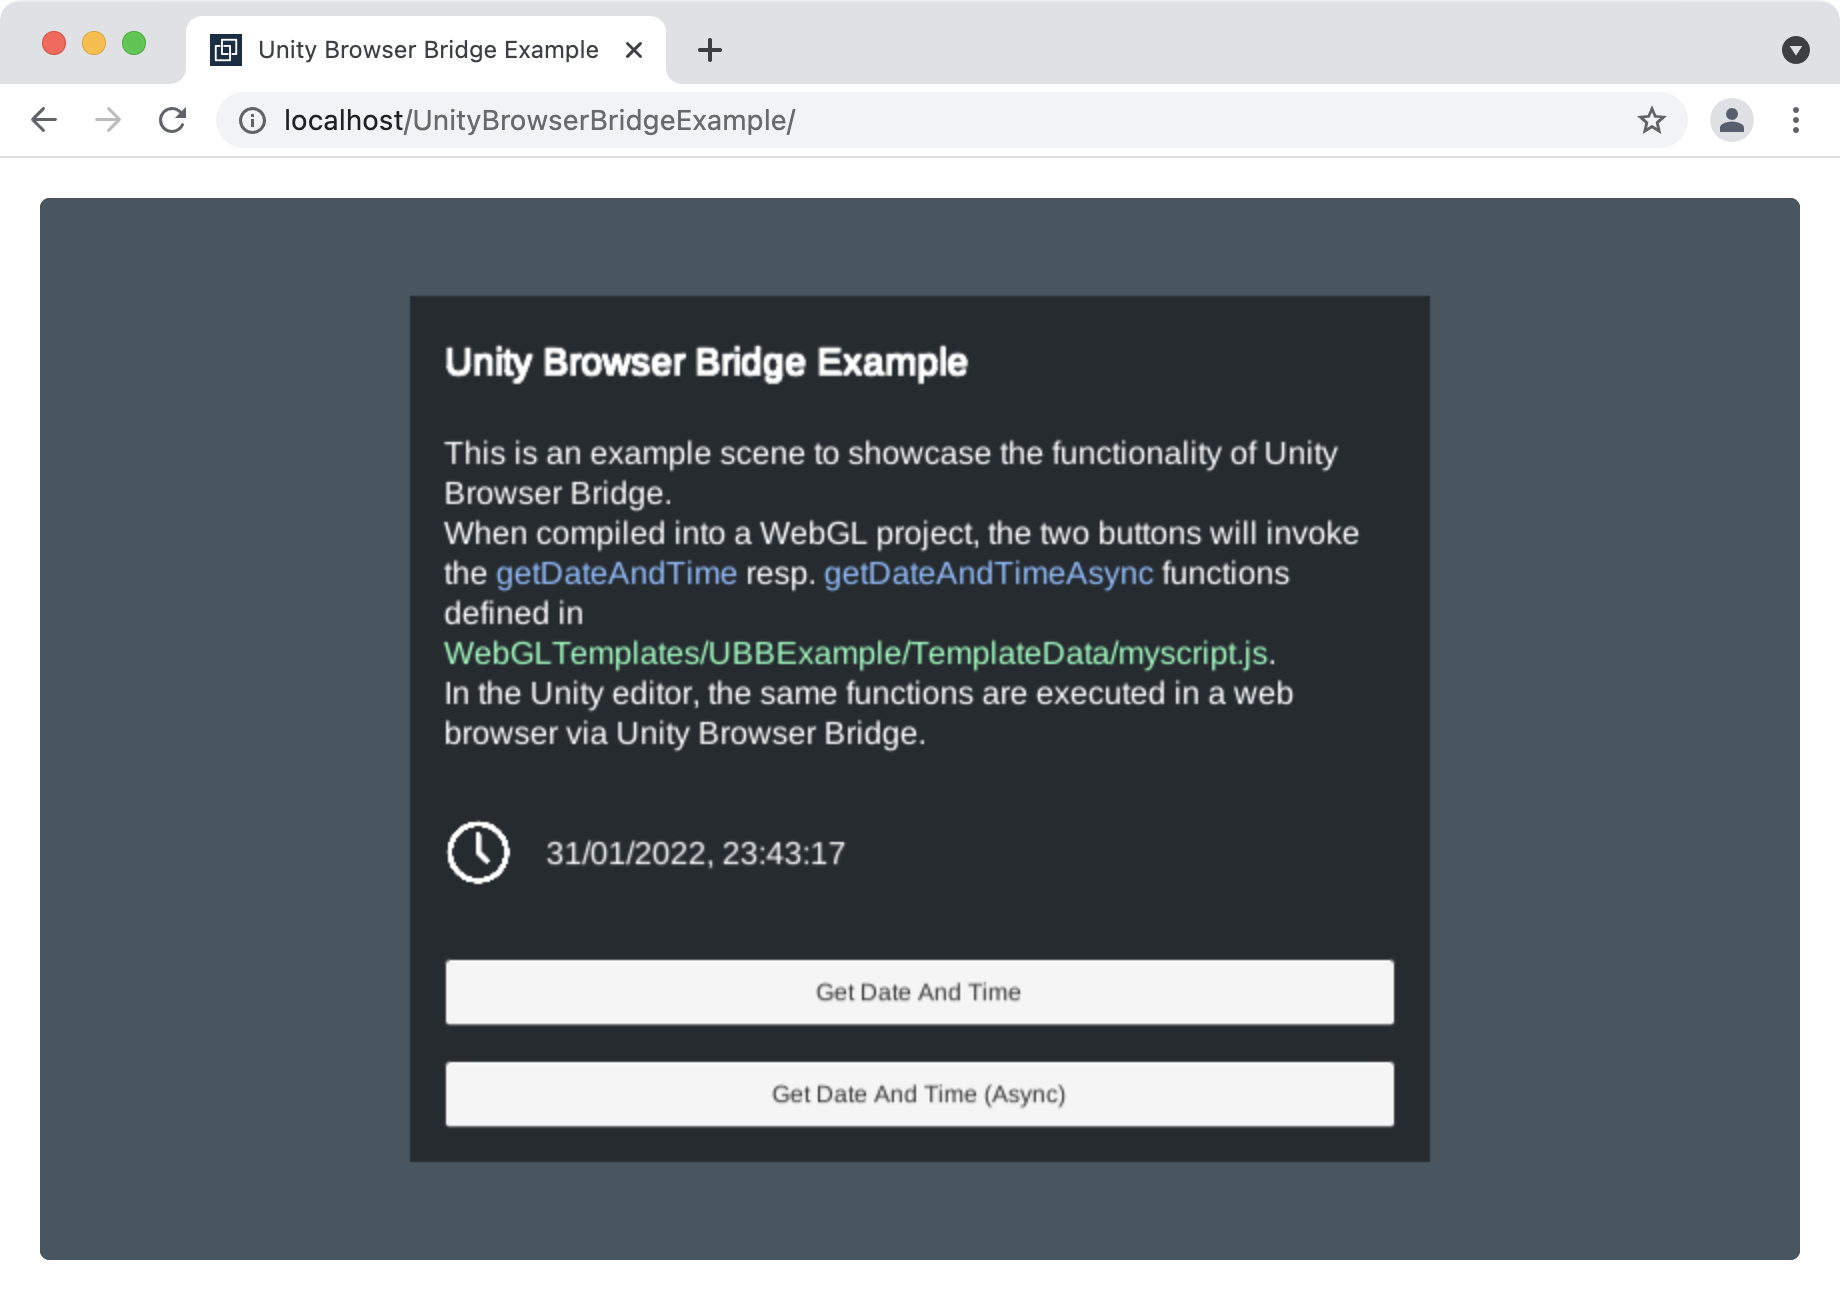 Unity Browser Bridge Example
localhost/UnityBrowserBridgeExample/
Unity Browser Bridge Example
This is an example scene to showcase the functionality of Unity
Browser Bridge.
When compiled into a WebGL project, the two buttons will invoke
the getDateAndTime resp. getDateAndTimeAsync functions
defined in
WebGLTemplates/UBBExample/TemplateData/myscript.js.
In the Unity editor, the same functions are executed in a web
browser via Unity Browser Bridge.
31/01/2022, 23:43:17
Get Date And Time
Get Date And Time (Async)